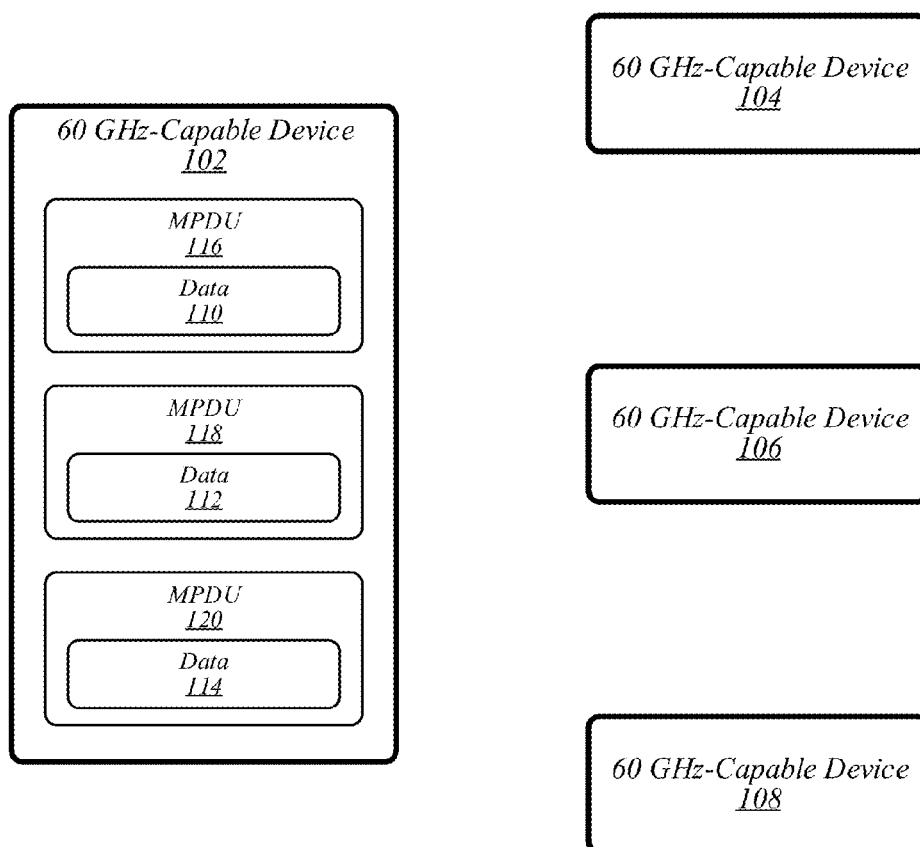 60 GHz-Capable Device
102
MPDU
116
Data
110
MPDU
118
Data
112
MPDU
120
Data
114
60 GHz-Capable Device
104
60 GHz-Capable Device
106
60 GHz-Capable Device
108